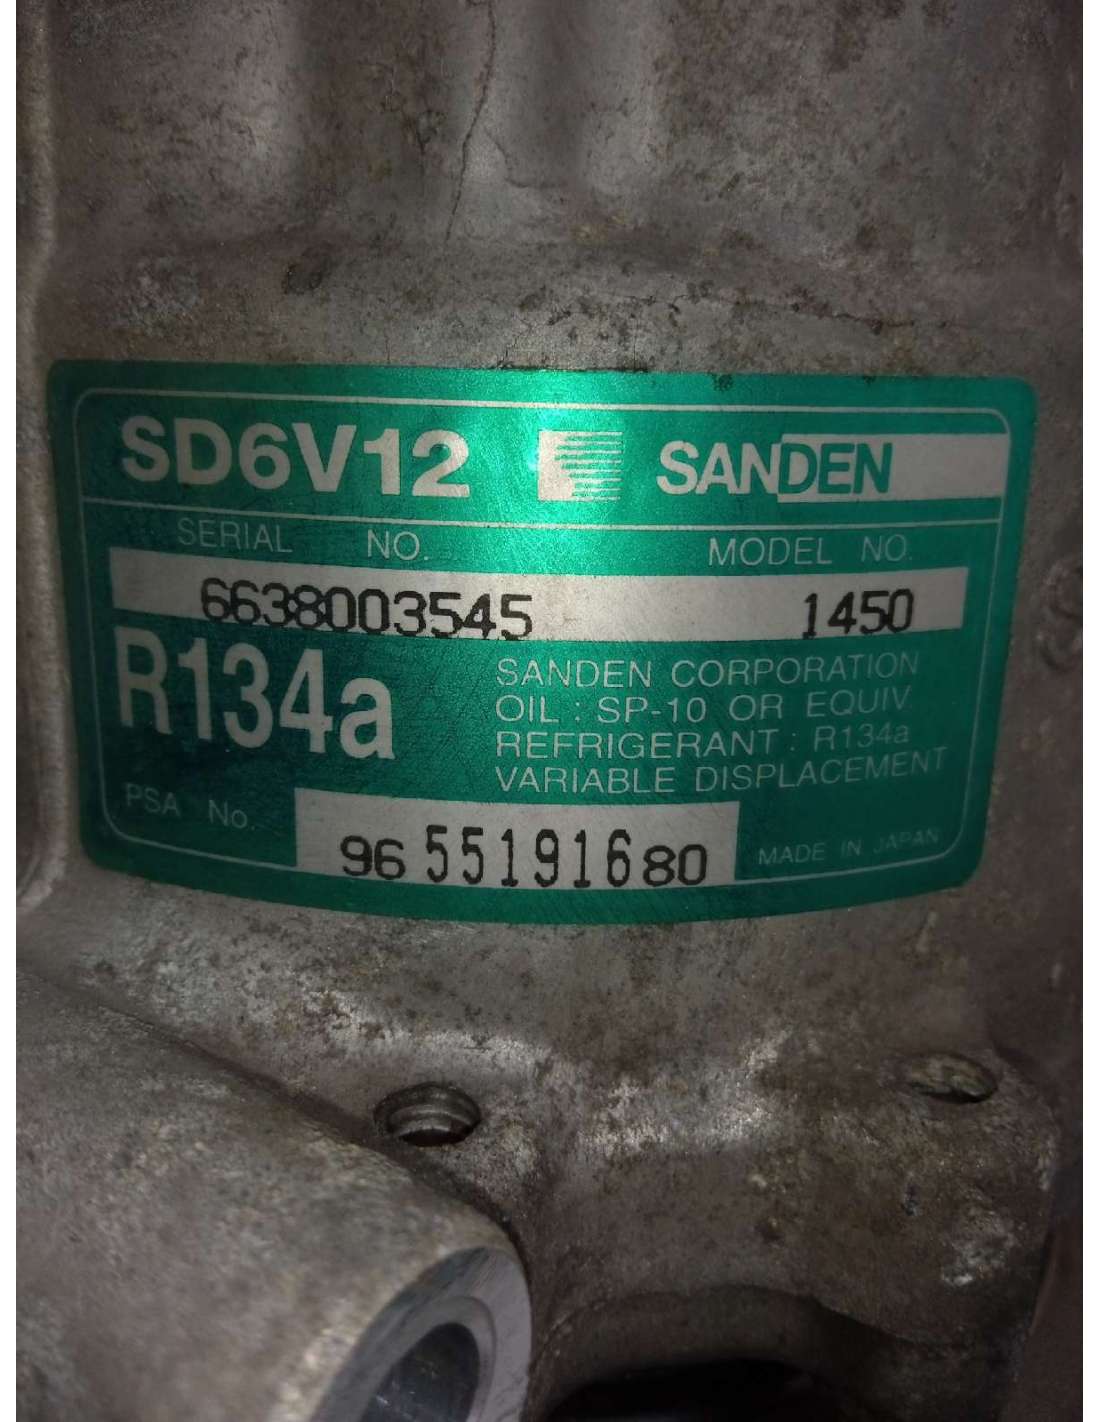 SD6V12 SANDEN
SERIAL NO. MODEL NO.
6638003545 1450
R134a
SANDEN CORPORATION
OIL : SP-10 OR EQUIV.
REFRIGERANT : R134a
VARIABLE DISPLACEMENT
PSA No.
96 551916 80
MADE IN JAPAN